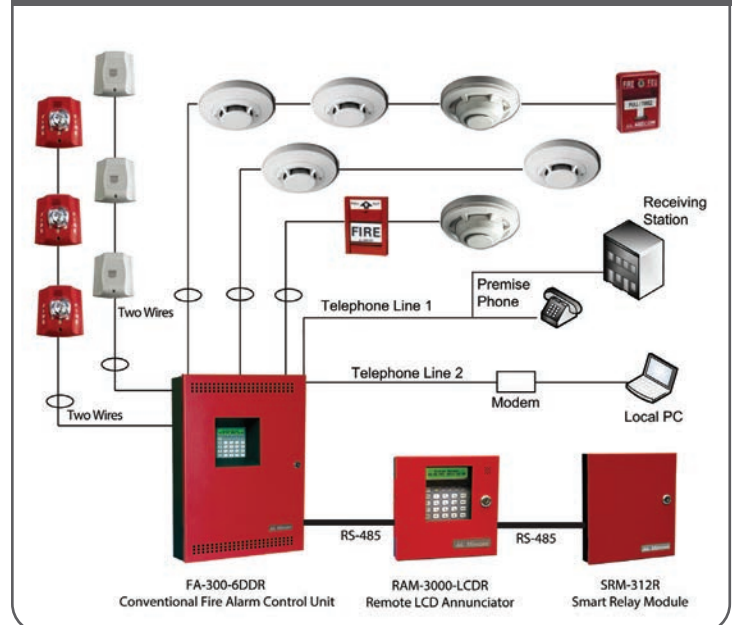 FIRE
FIRE
Receiving
Station
Premise
Phone
Two Wires
Telephone Line 1
Telephone Line 2
Modem
Local PC
Two Wires
RS-485
RS-485
FA-300-6DDR
Conventional Fire Alarm Control Unit
RAM-3000-LCDR
Remote LCD Annunciator
SRM-312R
Smart Relay Module